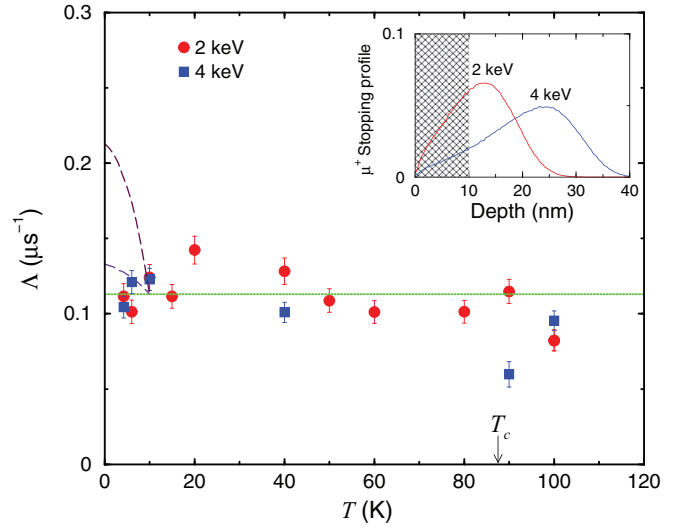 0.3
0.2
0.1
0
Λ (μs⁻¹)
2 keV
4 keV
0.1
0
μ⁺ Stopping profile
2 keV
4 keV
0 10 20 30 40
Depth (nm)
T_c
0 20 40 60 80 100 120
T (K)